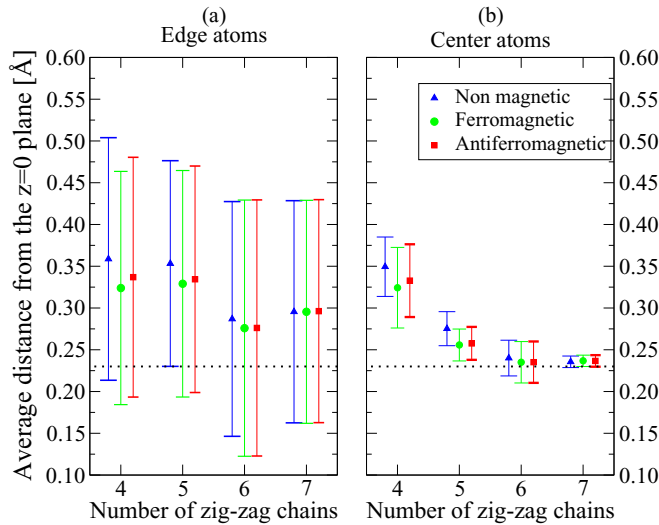 (a)
(b)
Edge atoms
Center atoms
0.60
0.55
0.50
0.45
0.40
0.35
0.30
0.25
0.20
0.15
0.10
Average distance from the z=0 plane [Å]
4 5 6 7
Number of zig-zag chains
Non magnetic
Ferromagnetic
Antiferromagnetic
0.60
0.55
0.50
0.45
0.40
0.35
0.30
0.25
0.20
0.15
0.10
4 5 6 7
Number of zig-zag chains